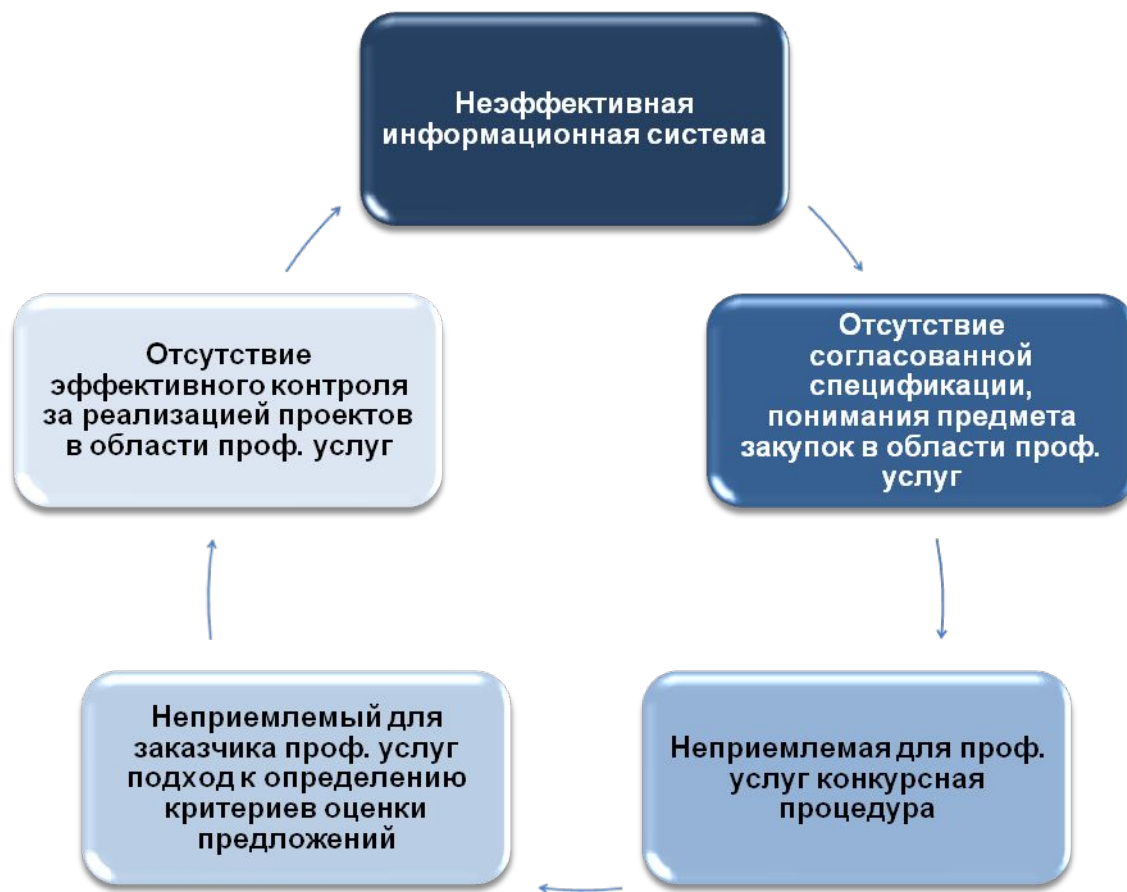 Неэффективная
информационная система
Отсутствие
согласованной
спецификации,
понимания предмета
закупок в области проф.
услуг
Неприемлемая для проф.
услуг конкурсная
процедура
Неприемлемый для
заказчика проф. услуг
подход к определению
критериев оценки
предложений
Отсутствие
эффективного контроля
за реализацией проектов
в области проф. услуг